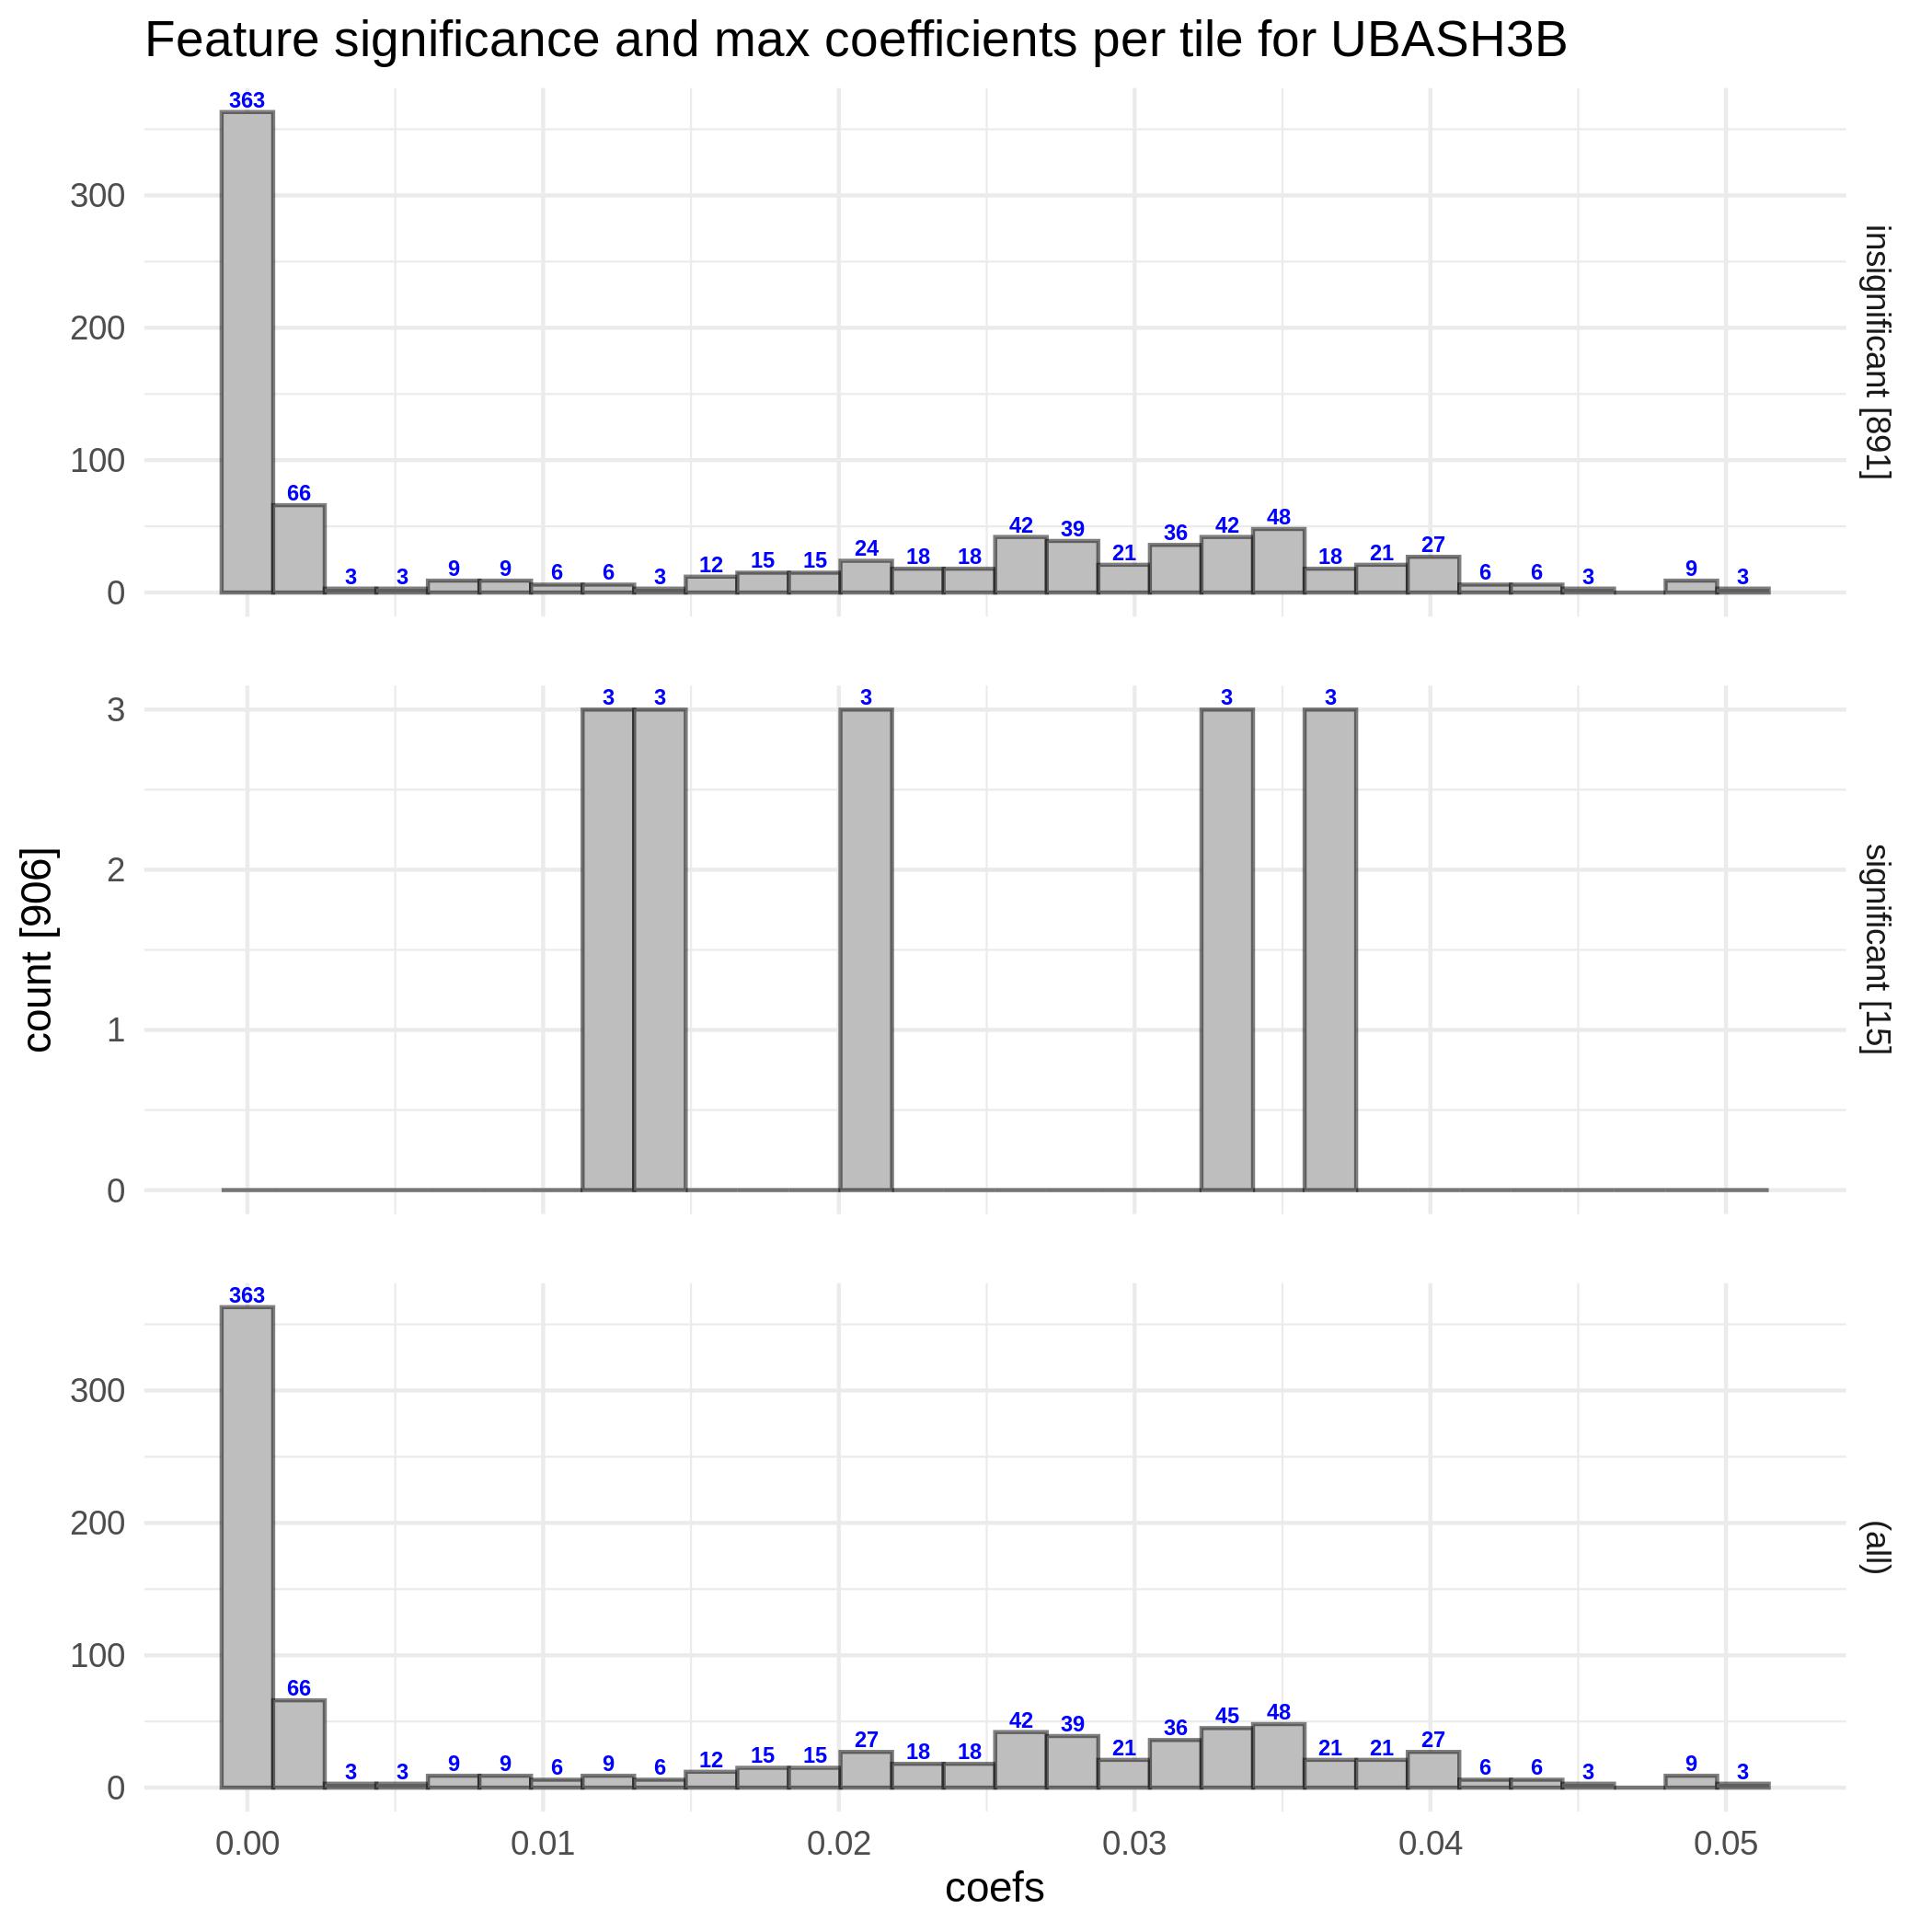 Feature significance and max coefficients per tile for UBASH3B
363
66
3 3 9 9 6 6 3 12 15 15 24 18 18 42 39 21 36 42 48 18 21 27 6 6 3 9 3
300
200
100
0
insignificant [891]
3 3 3 3 3
3
2
1
0
significant [15]
count [906]
363
66
3 3 9 9 6 9 6 12 15 15 27 18 18 42 39 21 36 45 48 21 21 27 6 6 3 9 3
300
200
100
0
(all)
0.00 0.01 0.02 0.03 0.04 0.05
coefs